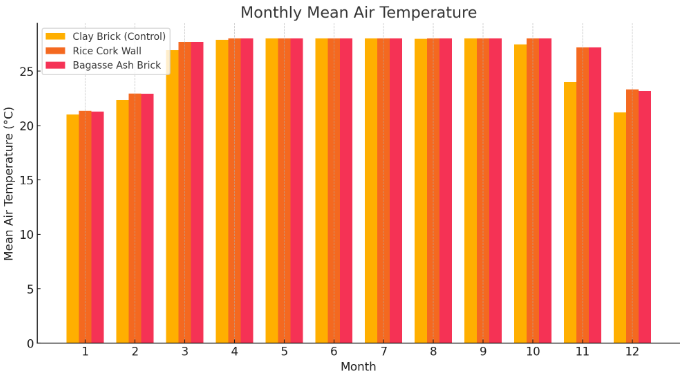 Monthly Mean Air Temperature
Clay Brick (Control)
Rice Cork Wall
Bagasse Ash Brick
Mean Air Temperature (°C)
25
20
15
10
5
0
1 2 3 4 5 6 7 8 9 10 11 12
Month